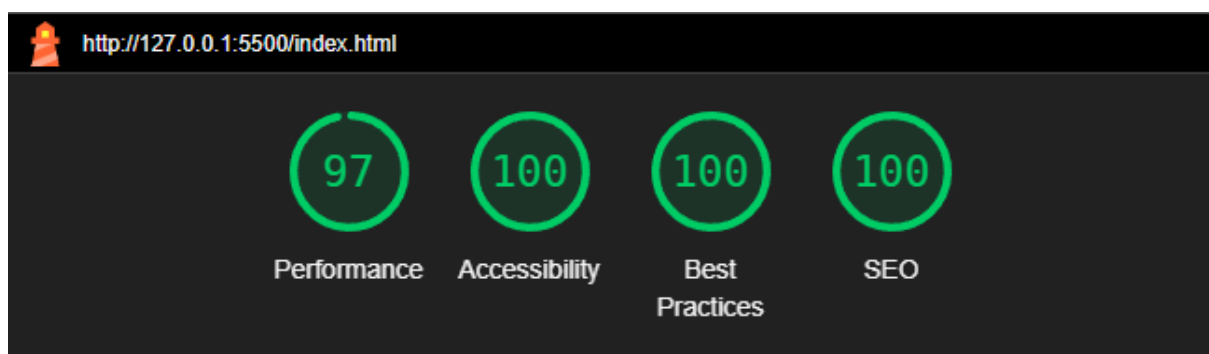 http://127.0.0.1:5500/index.html
97
100
100
100
Performance
Accessibility
Best
Practices
SEO